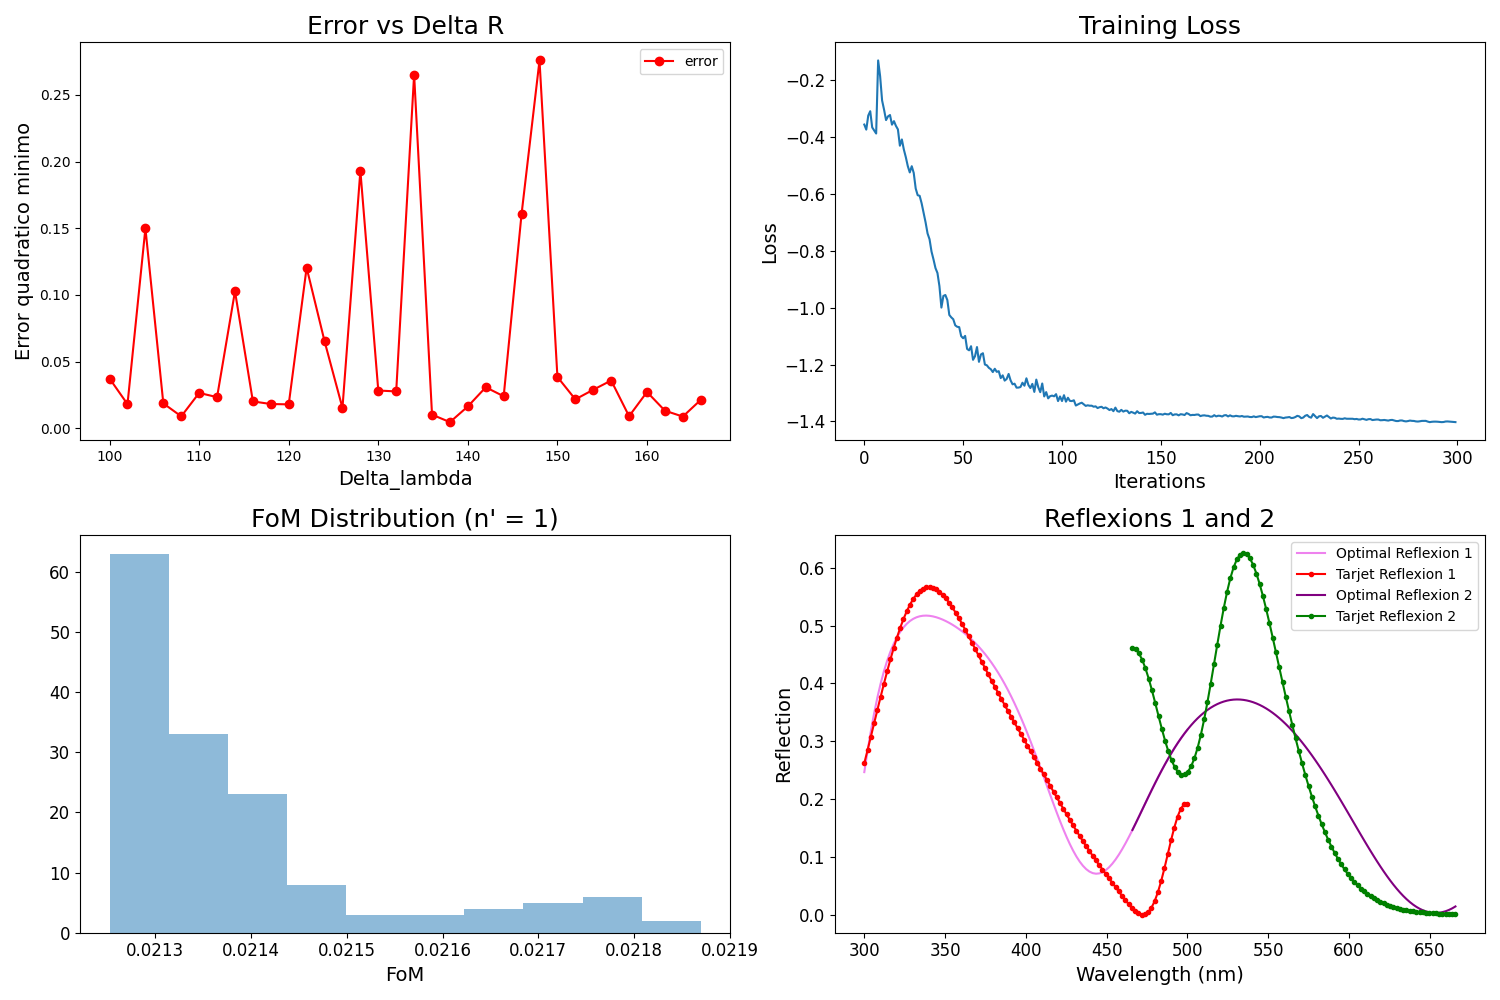 Error vs Delta R
error
0.25
0.20
0.15
0.10
0.05
0.00
Error quadratico minimo
100 110 120 130 140 150 160
Delta_lambda
Training Loss
−0.2
−0.4
−0.6
−0.8
−1.0
−1.2
−1.4
Loss
0 50 100 150 200 250 300
Iterations
FoM Distribution (n' = 1)
60
50
40
30
20
10
0
0.0213 0.0214 0.0215 0.0216 0.0217 0.0218 0.0219
FoM
Reflexions 1 and 2
Optimal Reflexion 1
Tarjet Reflexion 1
Optimal Reflexion 2
Tarjet Reflexion 2
0.6
0.5
0.4
0.3
0.2
0.1
0.0
Reflection
300 350 400 450 500 550 600 650
Wavelength (nm)